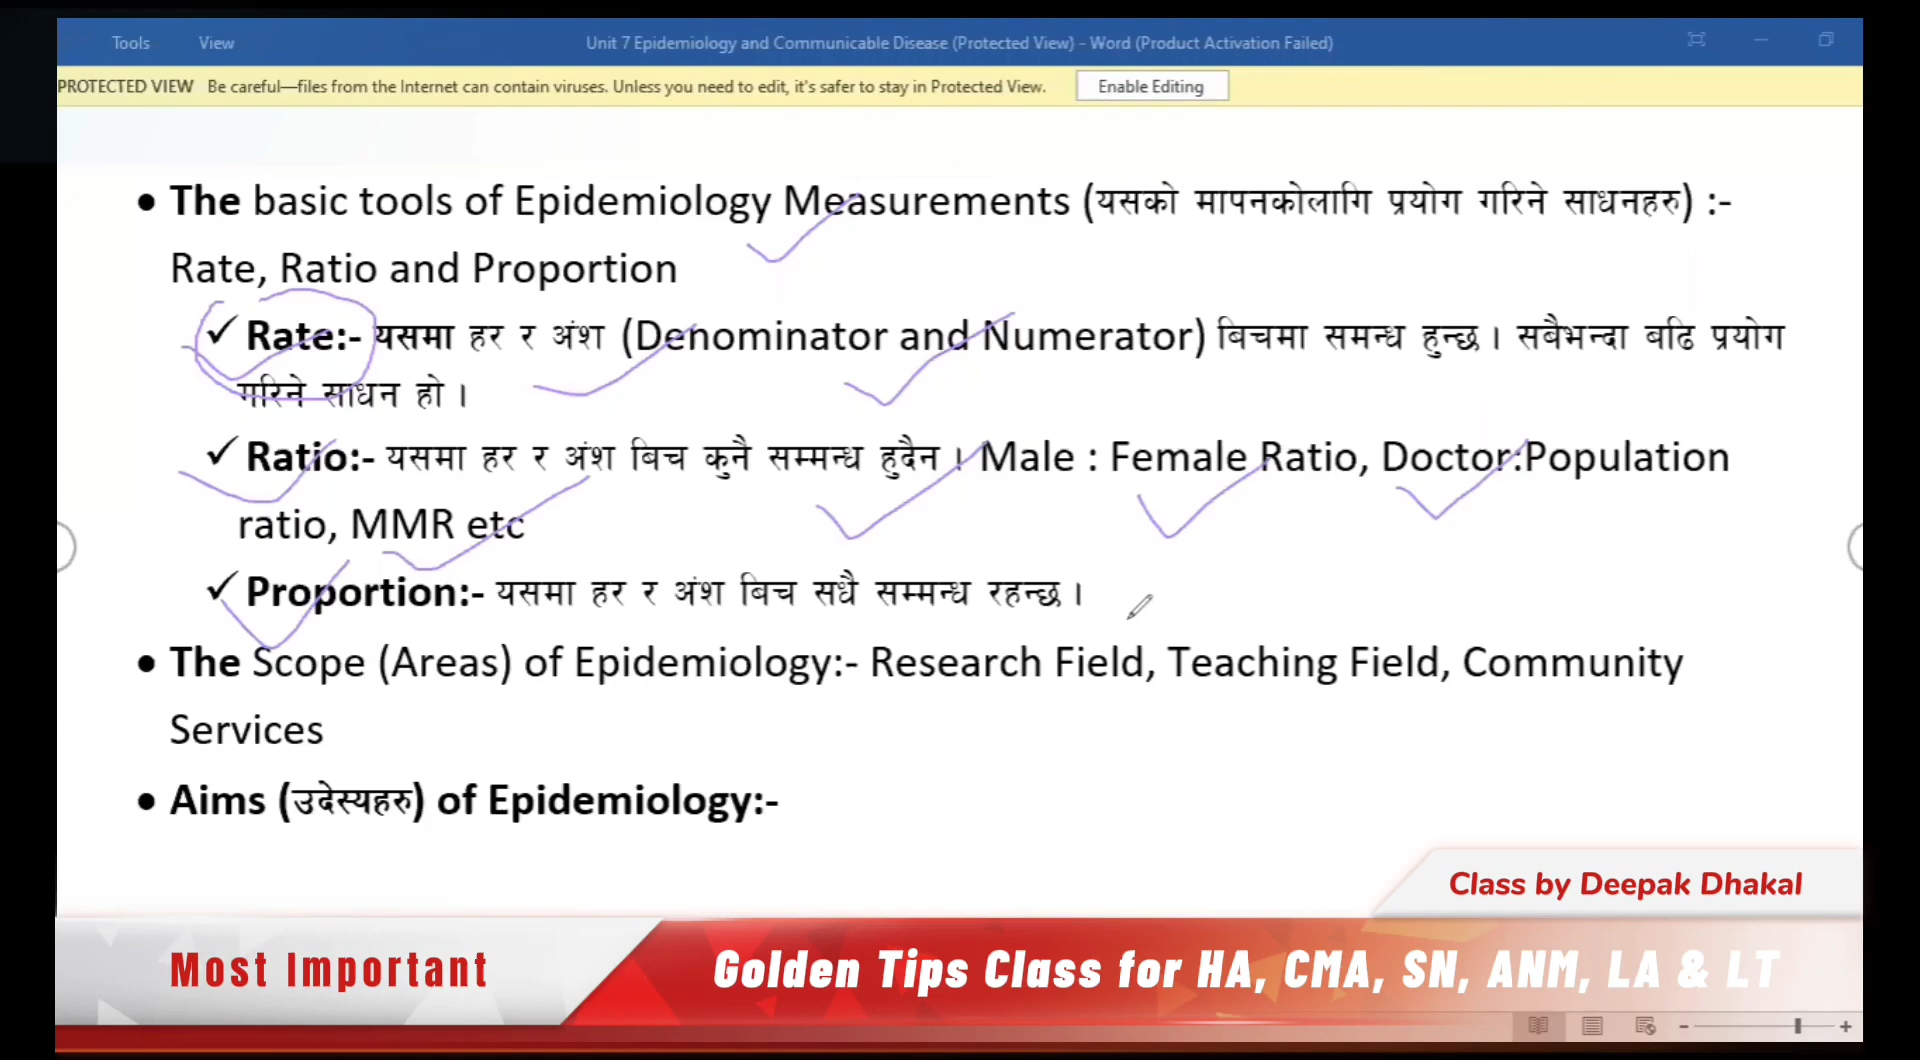 Tools View Unit 7 Epidemiology and Communicable Disease (Protected View) - Word (Product Activation Failed)
PROTECTED VIEW Be careful—files from the Internet can contain viruses. Unless you need to edit, it's safer to stay in Protected View. Enable Editing
• The basic tools of Epidemiology Measurements (यसको मापनकोलागि प्रयोग गरिने साधनहरु) :-
Rate, Ratio and Proportion
✓ Rate:- यसमा हर र अंश (Denominator and Numerator) बिचमा समन्ध हुन्छ । सबैभन्दा बढि प्रयोग
गरिने साधन हो ।
✓ Ratio:- यसमा हर र अंश बिच कुनै सम्मन्ध हुदैन । Male : Female Ratio, Doctor:Population
ratio, MMR etc
✓ Proportion:- यसमा हर र अंश बिच सधै सम्मन्ध रहन्छ ।
• The Scope (Areas) of Epidemiology:- Research Field, Teaching Field, Community
Services
• Aims (उदेस्यहरु) of Epidemiology:-
Class by Deepak Dhakal
Most Important
Golden Tips Class for HA, CMA, SN, ANM, LA & LT